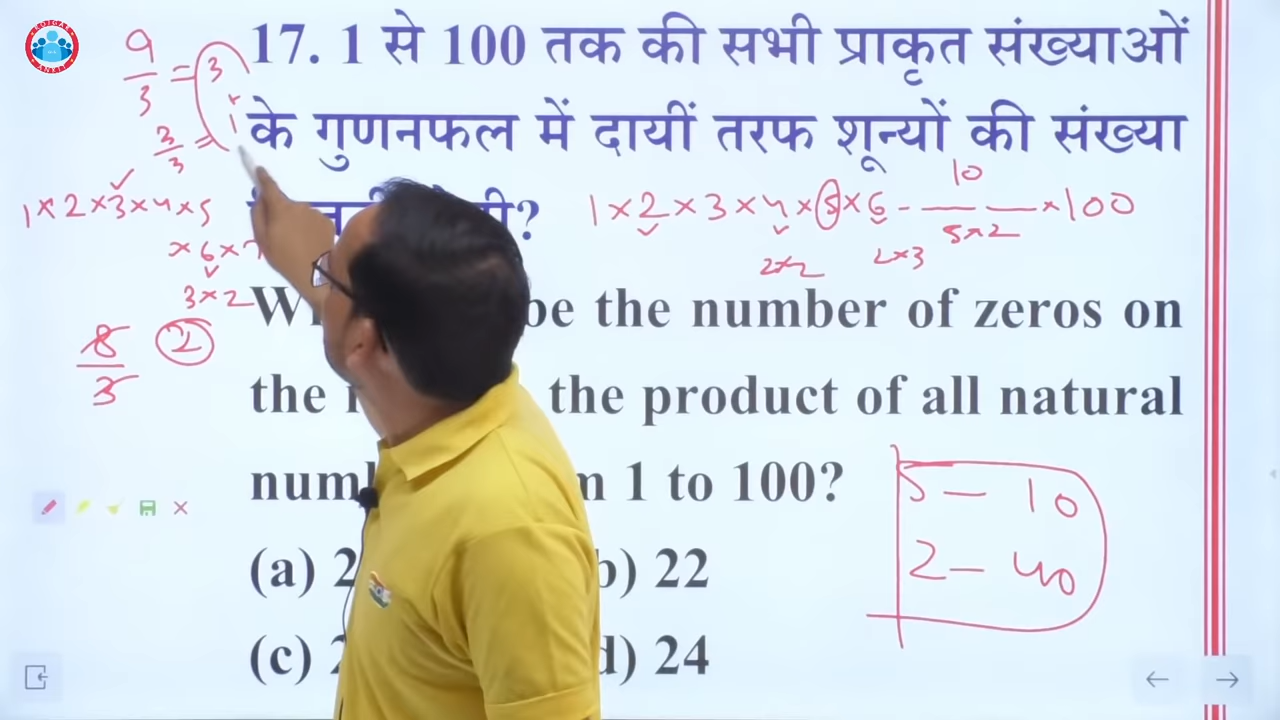 ROJGAR
ANKIT
17. 1 से 100 तक की सभी प्राकृत संख्याओं
के गुणनफल में दायीं तरफ शून्यों की संख्या
?
be the number of zeros on
the the product of all natural
1 to 100?
(a) 2 b) 22
(c) 2 d) 24
9/3 = 3
3/3 =
1×2×3×4×5
×6×7
3×2
8/3 2
1×2×3×4×5×6-———×100
10
5×2
2×2 2×3
5 — 10
2 — 40